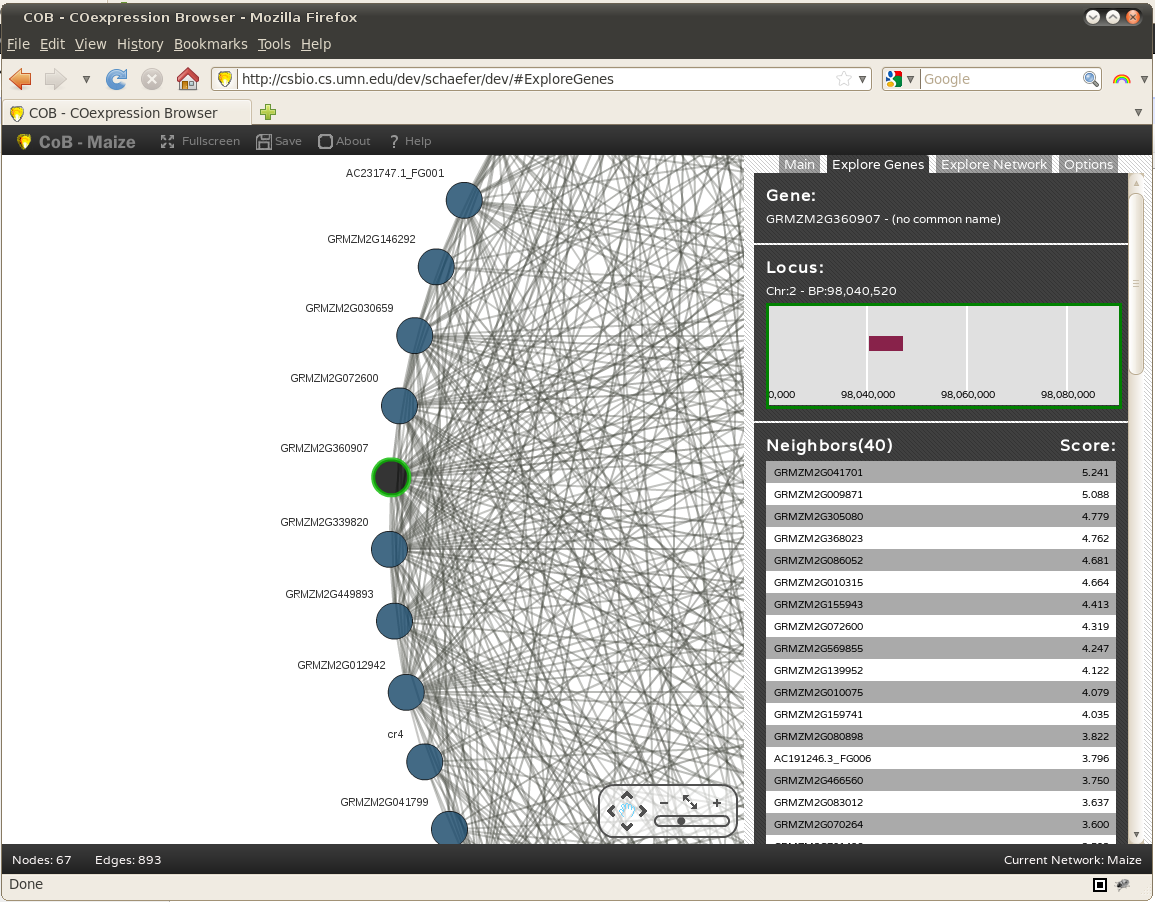 COB - COexpression Browser - Mozilla Firefox
File Edit View History Bookmarks Tools Help
http://csbio.cs.umn.edu/dev/schaefer/dev/#ExploreGenes Google
COB - COexpression Browser
CoB - Maize Fullscreen Save About ? Help
Main Explore Genes Explore Network Options
AC231747.1_FG001
GRMZM2G146292
GRMZM2G030659
GRMZM2G072600
GRMZM2G360907
GRMZM2G339820
GRMZM2G449893
GRMZM2G012942
cr4
GRMZM2G041799
Gene:
GRMZM2G360907 - (no common name)
Locus:
Chr:2 - BP:98,040,520
0,000 98,040,000 98,060,000 98,080,000
Neighbors(40) Score:
GRMZM2G041701 5.241
GRMZM2G009871 5.088
GRMZM2G305080 4.779
GRMZM2G368023 4.762
GRMZM2G086052 4.681
GRMZM2G010315 4.664
GRMZM2G155943 4.413
GRMZM2G072600 4.319
GRMZM2G569855 4.247
GRMZM2G139952 4.122
GRMZM2G010075 4.079
GRMZM2G159741 4.035
GRMZM2G080898 3.822
AC191246.3_FG006 3.796
GRMZM2G466560 3.750
GRMZM2G083012 3.637
GRMZM2G070264 3.600
Nodes: 67 Edges: 893 Current Network: Maize
Done